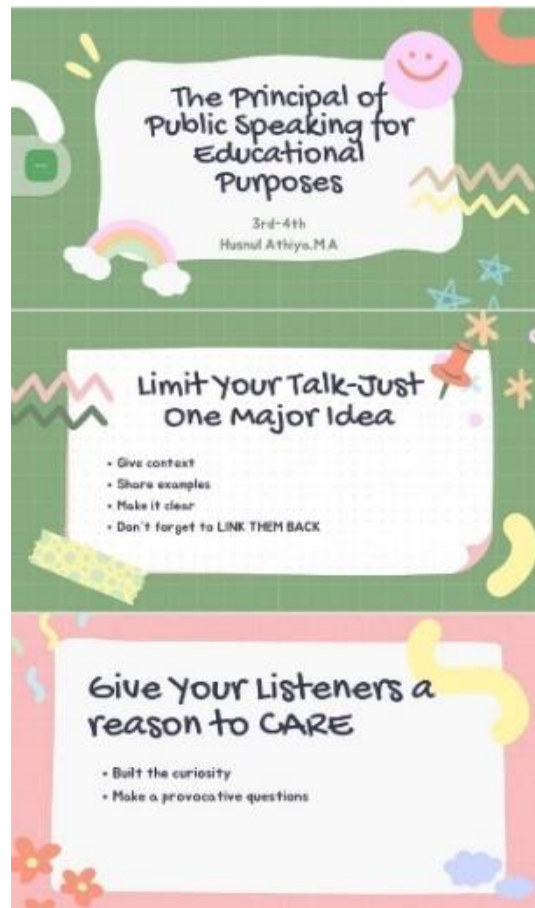 The Principal of
Public Speaking for
Educational
Purposes
3rd-4th
Husnul Athiya.M.A
Limit Your Talk-Just
One Major Idea
• Give context
• Share examples
• Make it clear
• Don't forget to LINK THEM BACK
Give Your Listeners a
reason to CARE
• Built the curiosity
• Make a provocative questions